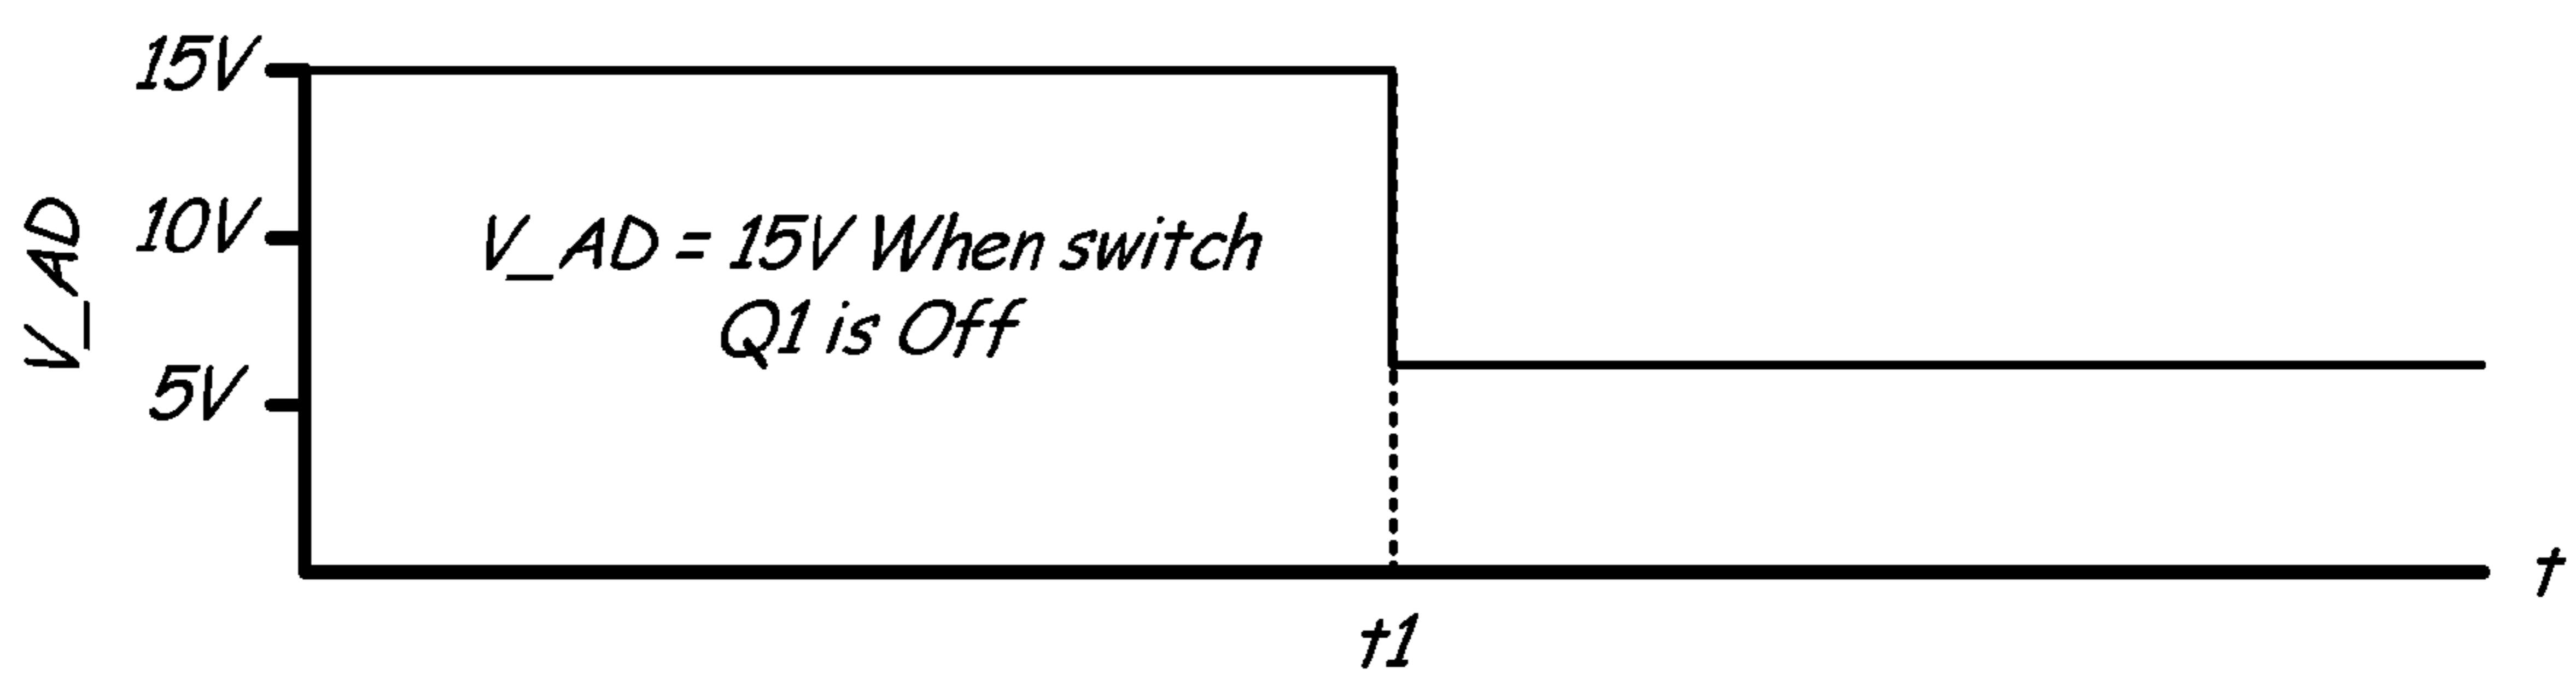 15V
10V
5V
V_AD
V_AD = 15V When switch
Q1 is Off
t
t1